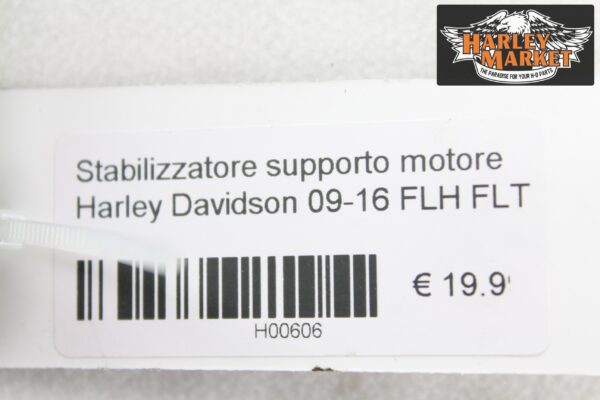 HARLEY
MARKET
THE PARADISE FOR YOUR H-D PARTS
Stabilizzatore supporto motore
Harley Davidson 09-16 FLH FLT
€ 19.9
H00606